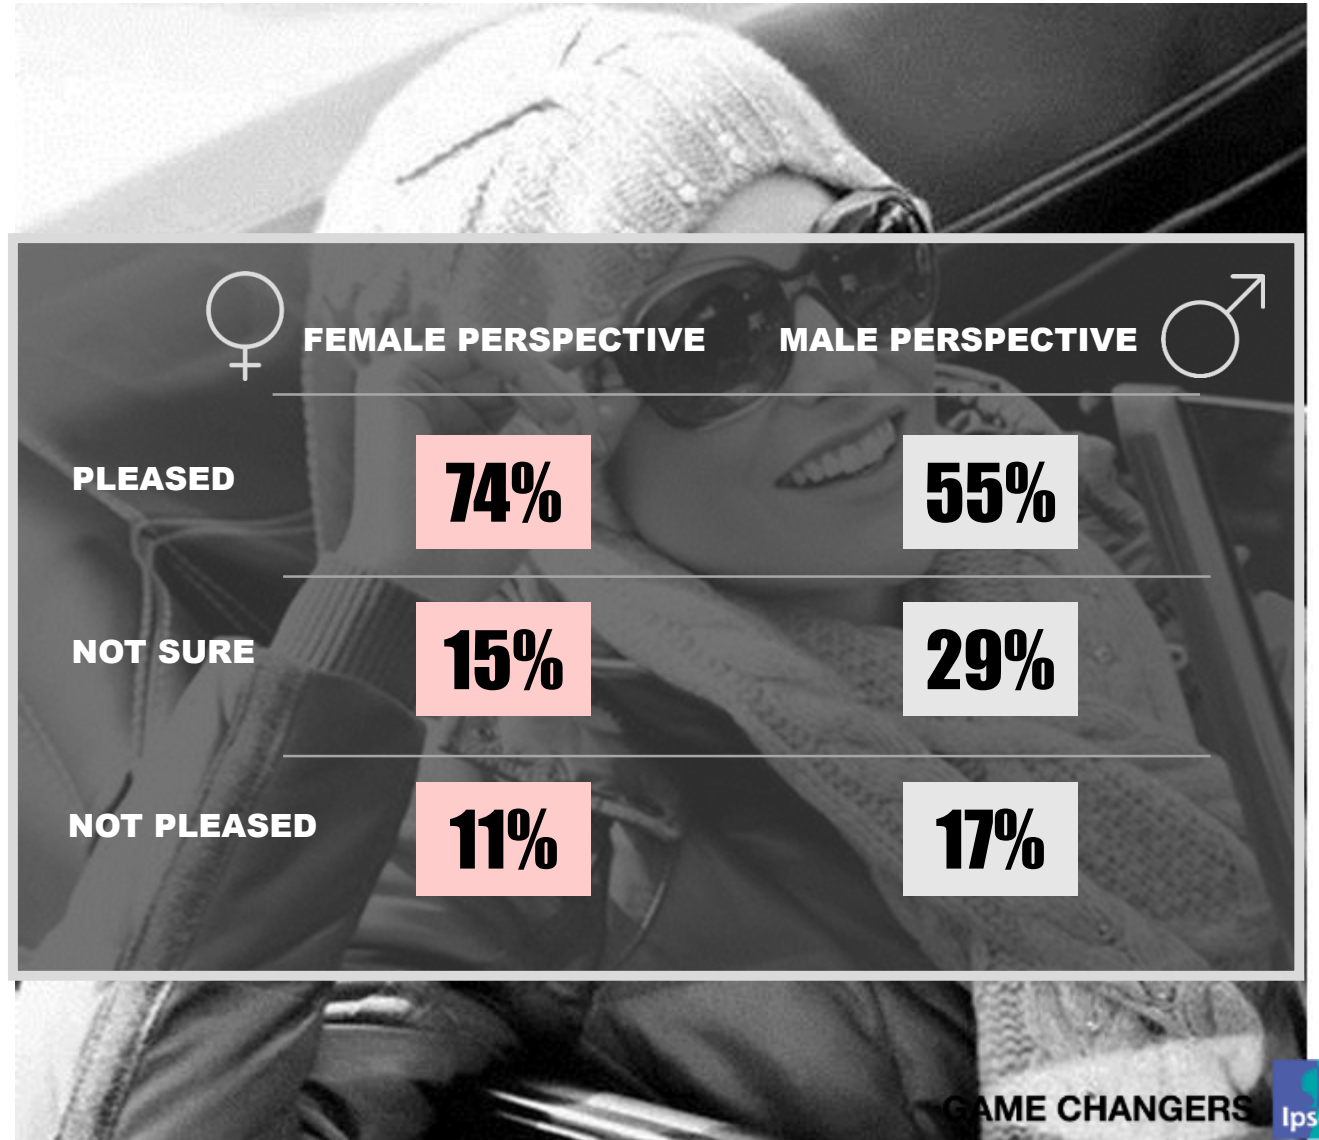 FEMALE PERSPECTIVE MALE PERSPECTIVE
PLEASED 74% 55%
NOT SURE 15% 29%
NOT PLEASED 11% 17%
GAME CHANGERS
Ips